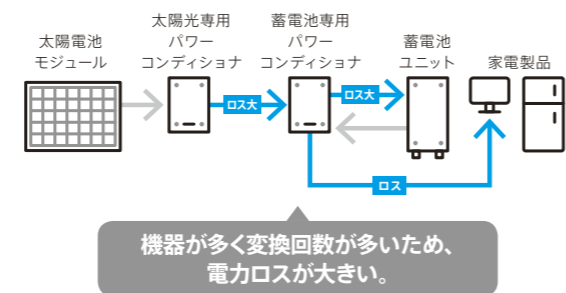 太陽電池
モジュール
太陽光専用
パワー
コンディショナ
蓄電池専用
パワー
コンディショナ
蓄電池
ユニット
家電製品
ロス大
ロス大
ロス
機器が多く変換回数が多いため、
電力ロスが大きい。